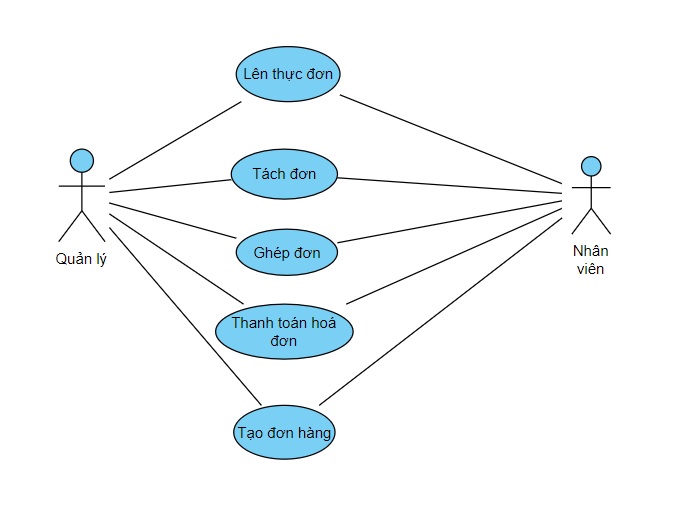 Lên thực đơn
Tách đơn
Ghép đơn
Quản lý
Nhân
viên
Thanh toán hoá
đơn
Tạo đơn hàng